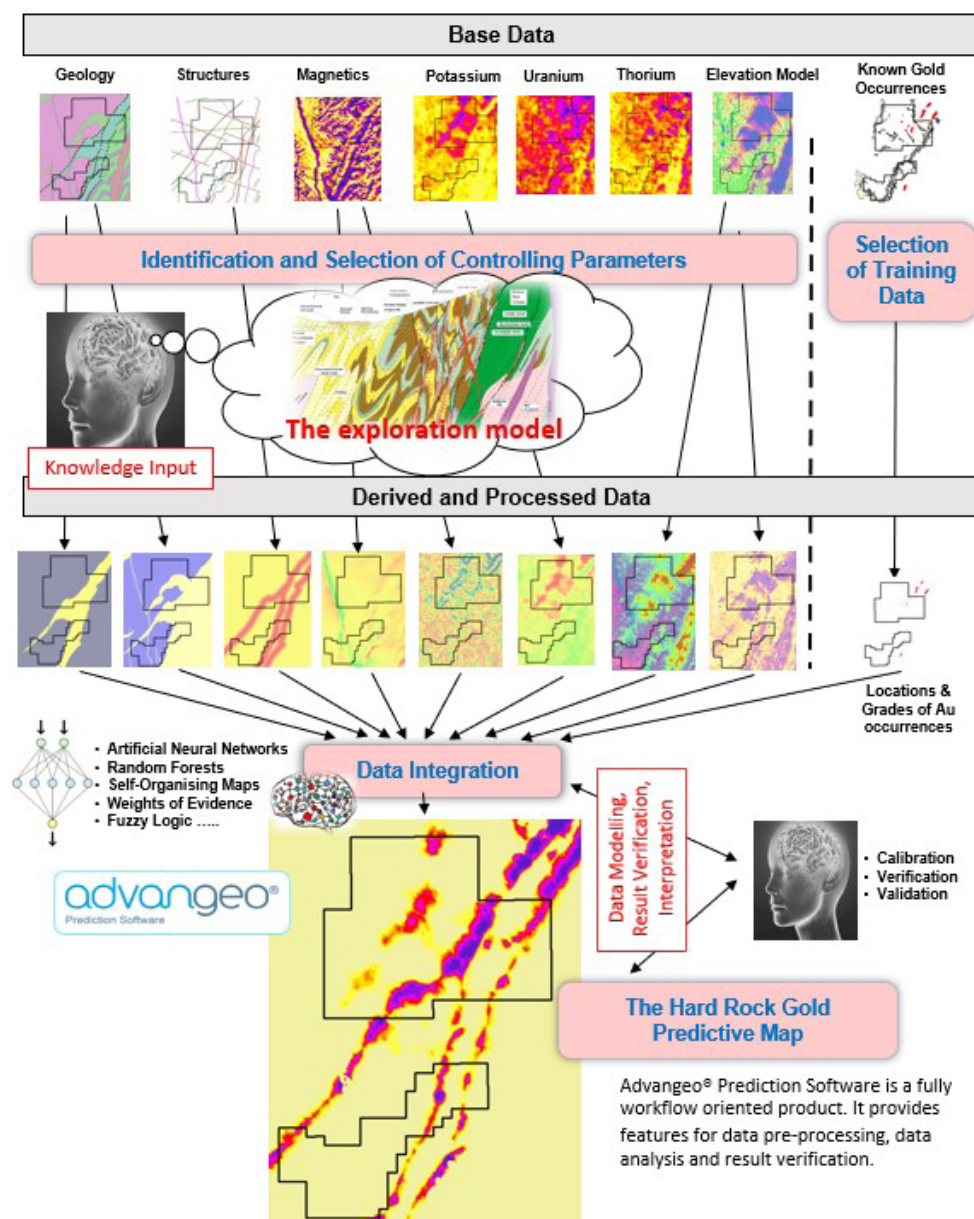 Base Data
Geology
Structures
Magnetics
Potassium
Uranium
Thorium
Elevation Model
Known Gold
Occurrences
Identification and Selection of Controlling Parameters
Selection
of Training
Data
The exploration model
Knowledge Input
Derived and Processed Data
Locations &
Grades of Au
occurrences
▪ Artificial Neural Networks
▪ Random Forests
▪ Self-Organising Maps
▪ Weights of Evidence
▪ Fuzzy Logic .....
Data Integration
Data Modelling,
Result Verification,
Interpretation
▪ Calibration
▪ Verification
▪ Validation
advangeo®
Prediction Software
The Hard Rock Gold
Predictive Map
Advangeo® Prediction Software is a fully
workflow oriented product. It provides
features for data pre-processing, data
analysis and result verification.